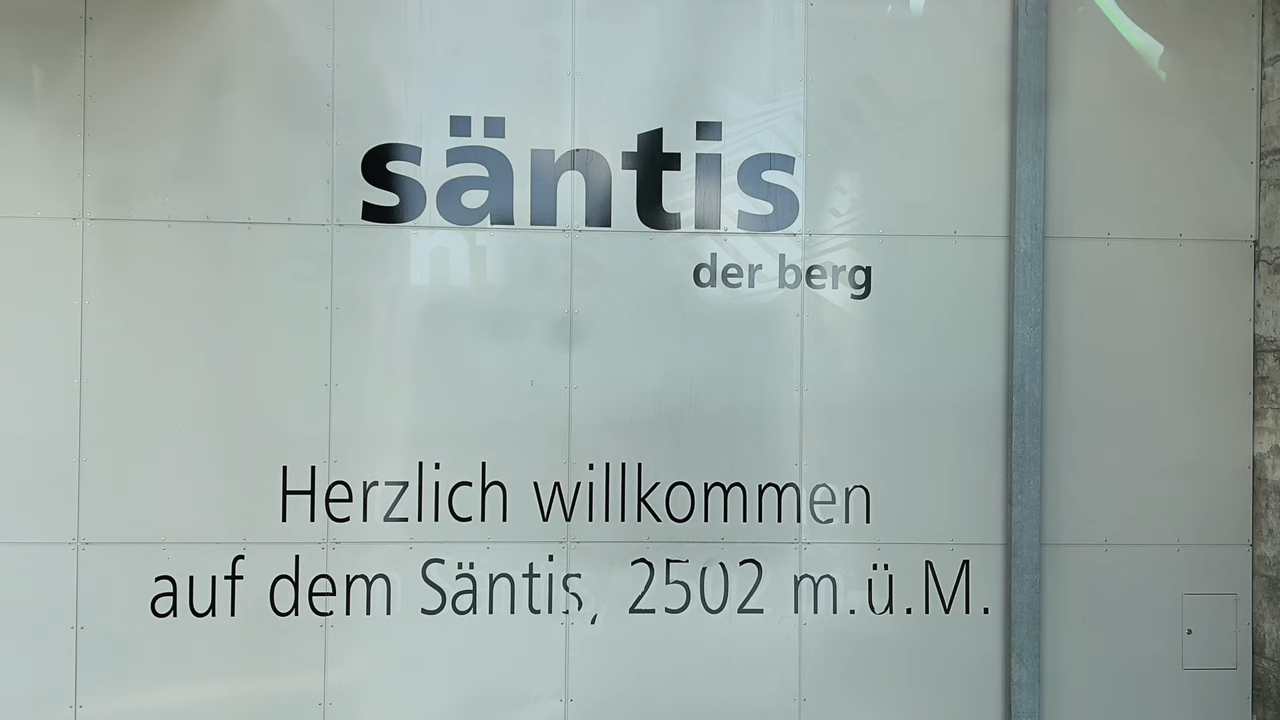 säntis
der berg
Herzlich willkommen
auf dem Säntis, 2502 m.ü.M.